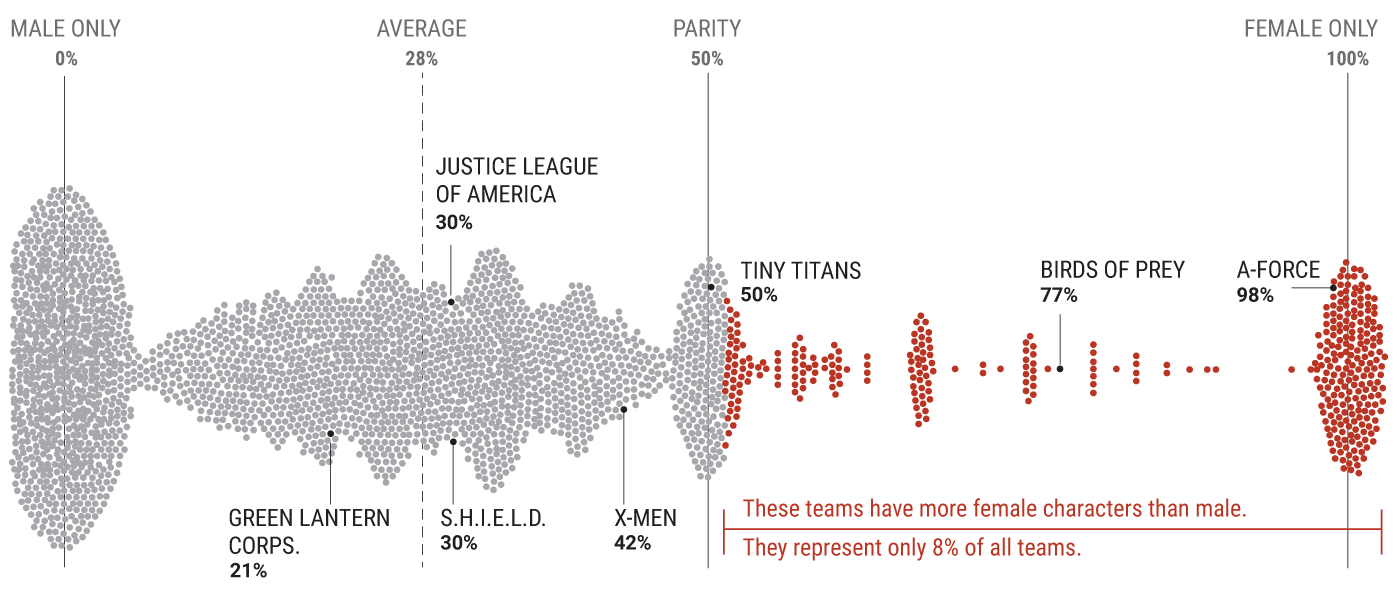 MALE ONLY
0%
AVERAGE
28%
PARITY
50%
FEMALE ONLY
100%
JUSTICE LEAGUE
OF AMERICA
30%
TINY TITANS
50%
BIRDS OF PREY
77%
A-FORCE
98%
GREEN LANTERN
CORPS.
21%
S.H.I.E.L.D.
30%
X-MEN
42%
These teams have more female characters than male.
They represent only 8% of all teams.